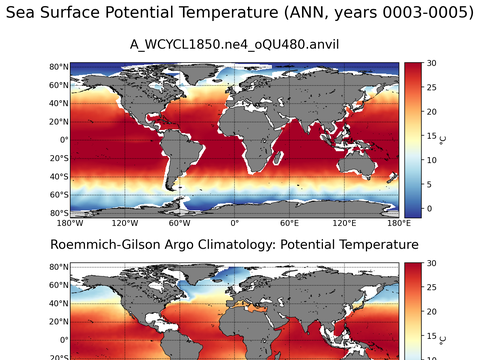 Sea Surface Potential Temperature (ANN, years 0003-0005)
A_WCYCL1850.ne4_oQU480.anvil
80°N
60°N
40°N
20°N
0°
20°S
40°S
60°S
80°S
180°W 120°W 60°W 0° 60°E 120°E 180°E
30
25
20
15
10
5
0
°C
Roemmich-Gilson Argo Climatology: Potential Temperature
80°N
60°N
40°N
20°N
0°
20°S
30
25
20
15
10
°C